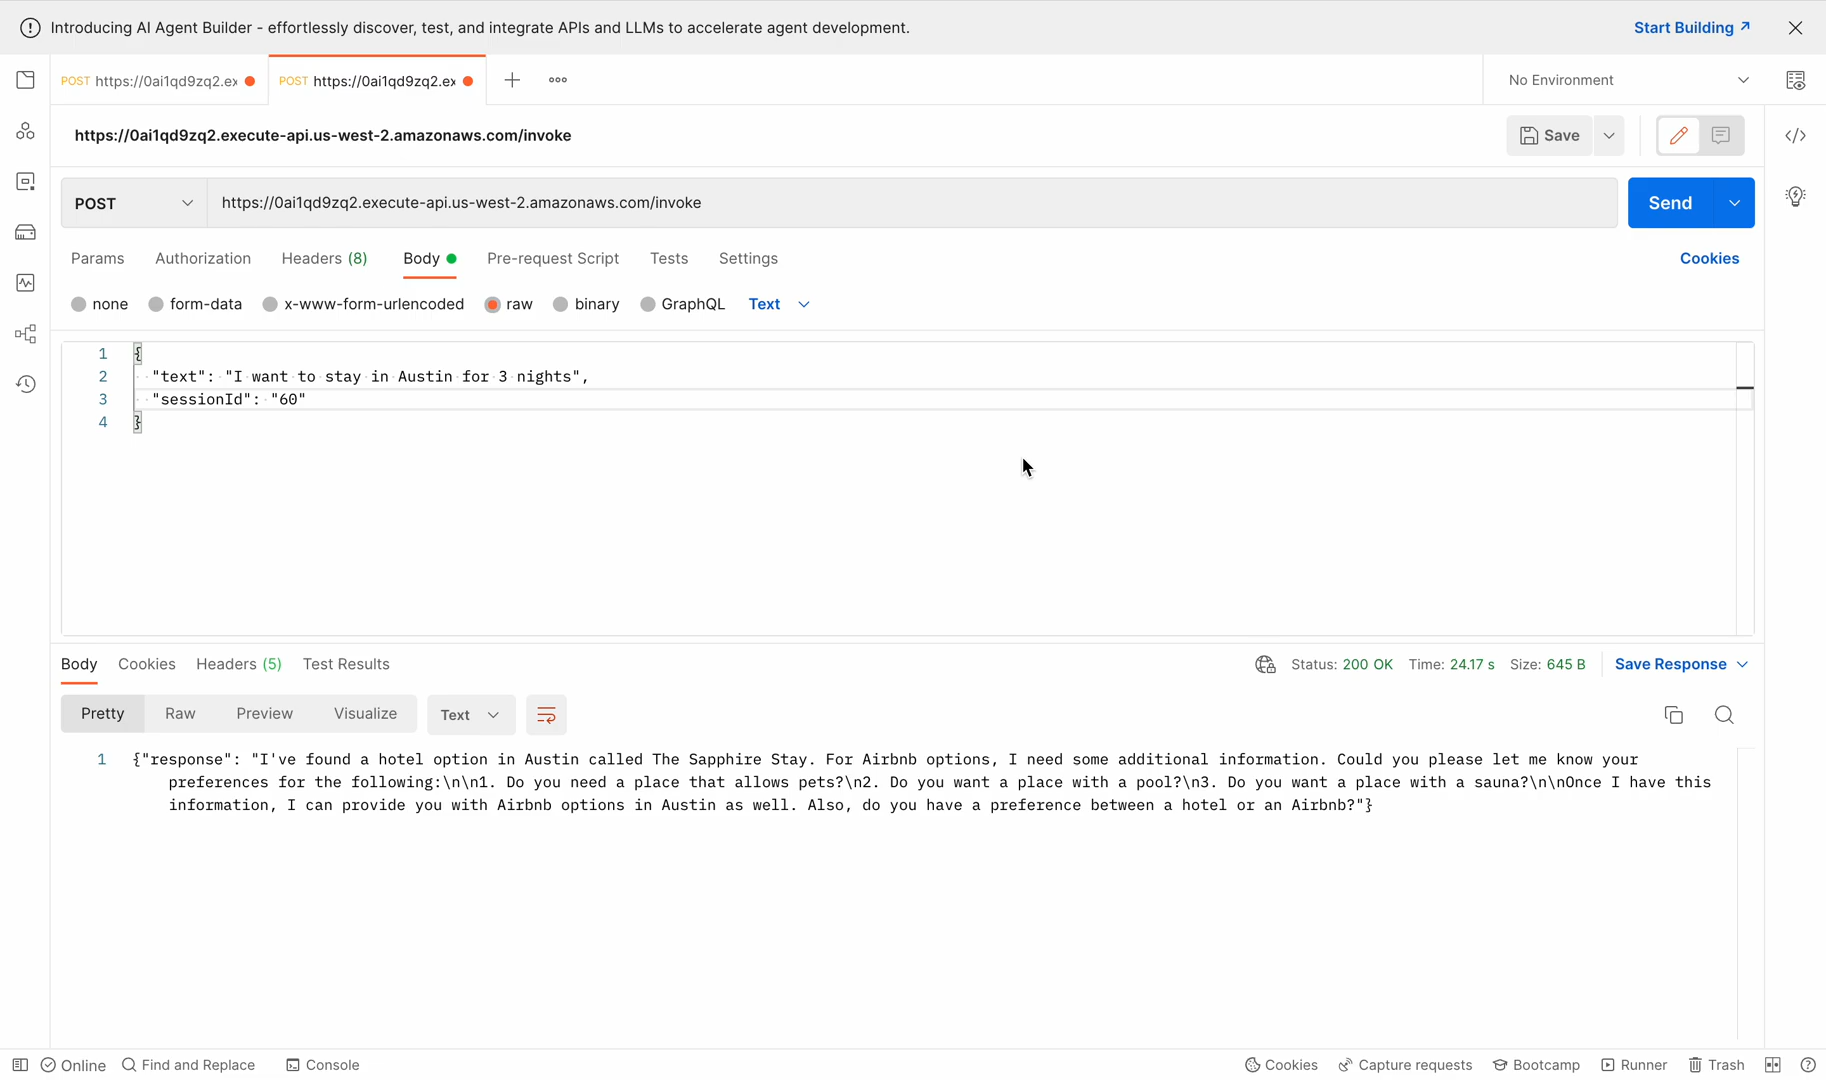 Introducing AI Agent Builder - effortlessly discover, test, and integrate APIs and LLMs to accelerate agent development.
Start Building ↗
POST https://0ai1qd9zq2.ex
POST https://0ai1qd9zq2.ex
No Environment
https://0ai1qd9zq2.execute-api.us-west-2.amazonaws.com/invoke
Save
POST
https://0ai1qd9zq2.execute-api.us-west-2.amazonaws.com/invoke
Send
Params Authorization Headers (8) Body Pre-request Script Tests Settings Cookies
none form-data x-www-form-urlencoded raw binary GraphQL Text
1 {
2 "text": "I want to stay in Austin for 3 nights",
3 "sessionId": "60"
4 }
Body Cookies Headers (5) Test Results Status: 200 OK Time: 24.17 s Size: 645 B Save Response
Pretty Raw Preview Visualize Text
1 {"response": "I've found a hotel option in Austin called The Sapphire Stay. For Airbnb options, I need some additional information. Could you please let me know your
preferences for the following:\n\n1. Do you need a place that allows pets?\n2. Do you want a place with a pool?\n3. Do you want a place with a sauna?\n\nOnce I have this
information, I can provide you with Airbnb options in Austin as well. Also, do you have a preference between a hotel or an Airbnb?"}
Online Find and Replace Console Cookies Capture requests Bootcamp Runner Trash